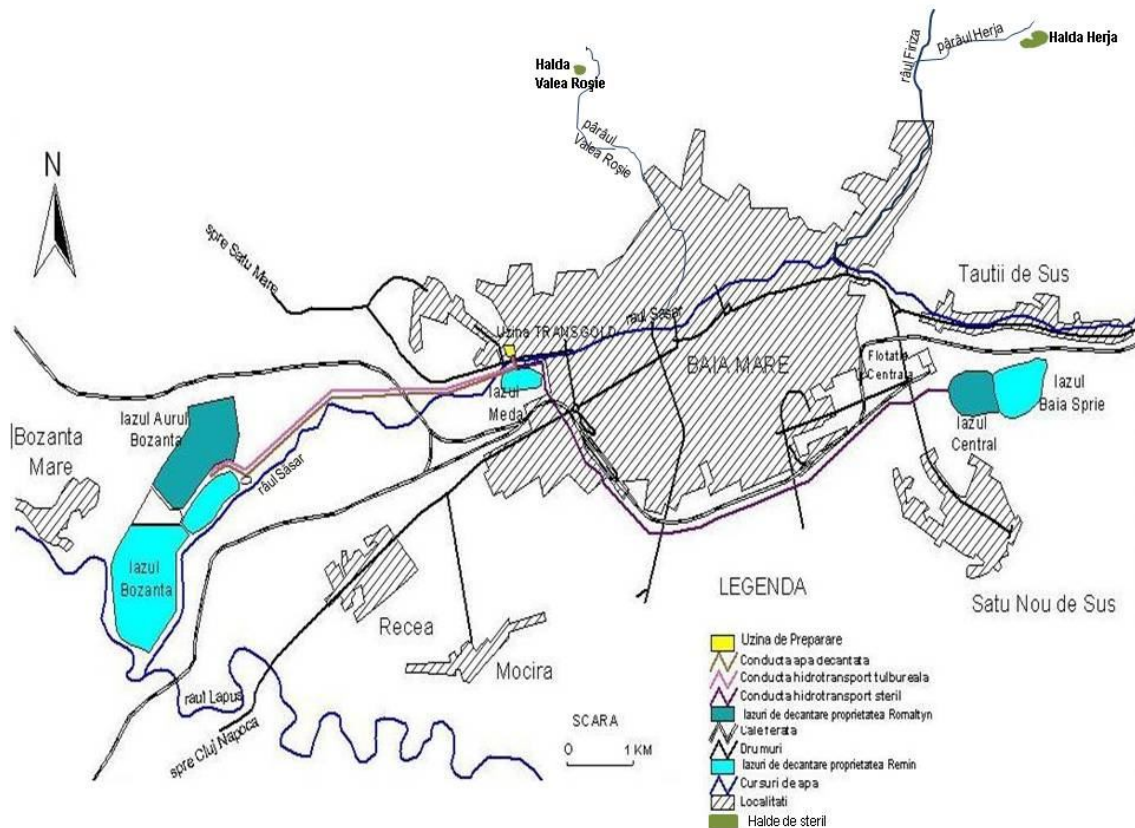 Halda Herja
pârâul Herja
râul Firiza
Halda
Valea Roşie
pârâul
Valea Roşie
N
spre Satu Mare
Tautii de Sus
Uzina TRANSGOLD
râul Săsar
BAIA MARE
Flotatia
Centrala
Iazul
Meda
Iazul
Baia Sprie
Iazul
Central
Iazul Aurul
Bozanta
Bozanta
Mare
râul Săsar
Iazul
Bozanta
Recea
Mocira
Satu Nou de Sus
raul Lapus
spre Cluj Napoca
SCARA
0 1 KM
LEGENDA
Uzina de Preparare
Conducta apa decantata
Conducta hidrotransport tulbureala
Conducta hidrotransport steril
Iazuri de decantare proprietatea Romaltyn
Cale ferata
Drumuri
Iazuri de decantare proprietatea Remin
Cursuri de apa
Localitati
Halde de steril